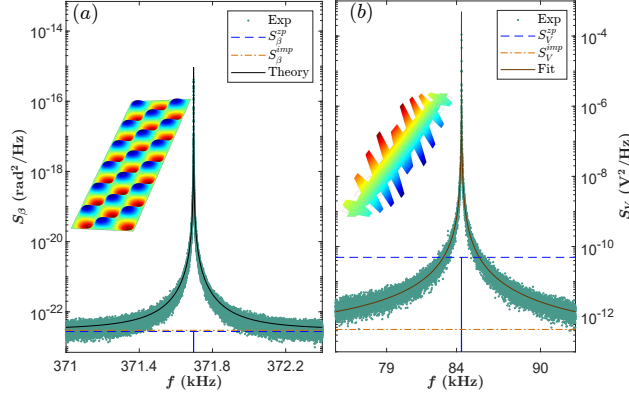 (a)
Exp
S_β^{zp}
S_β^{imp}
Theory
10^{-14}
10^{-16}
10^{-18}
10^{-20}
10^{-22}
S_β (rad²/Hz)
371
371.4
371.8
372.2
f (kHz)
(b)
Exp
S_V^{zp}
S_V^{imp}
Fit
10^{-4}
10^{-6}
10^{-8}
10^{-10}
10^{-12}
S_V (V²/Hz)
79
84
90
f (kHz)